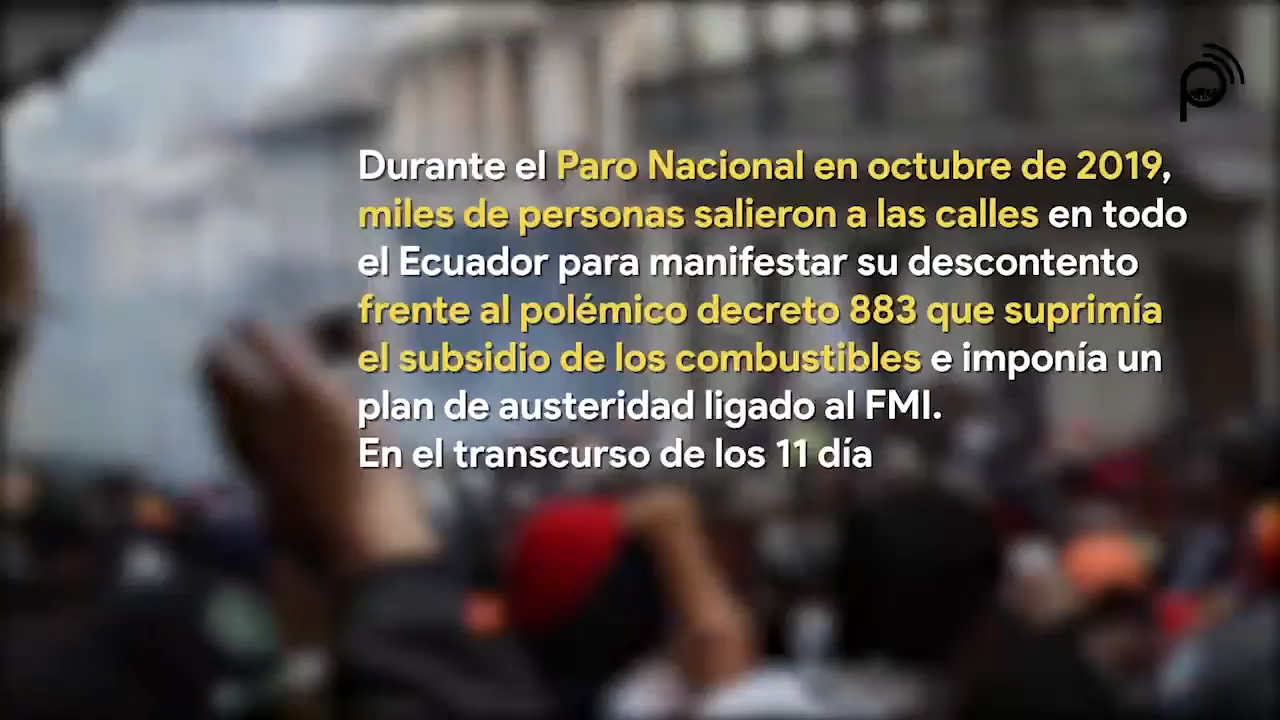 Durante el Paro Nacional en octubre de 2019,
miles de personas salieron a las calles en todo
el Ecuador para manifestar su descontento
frente al polémico decreto 883 que suprimía
el subsidio de los combustibles e imponía un
plan de austeridad ligado al FMI.
En el transcurso de los 11 día